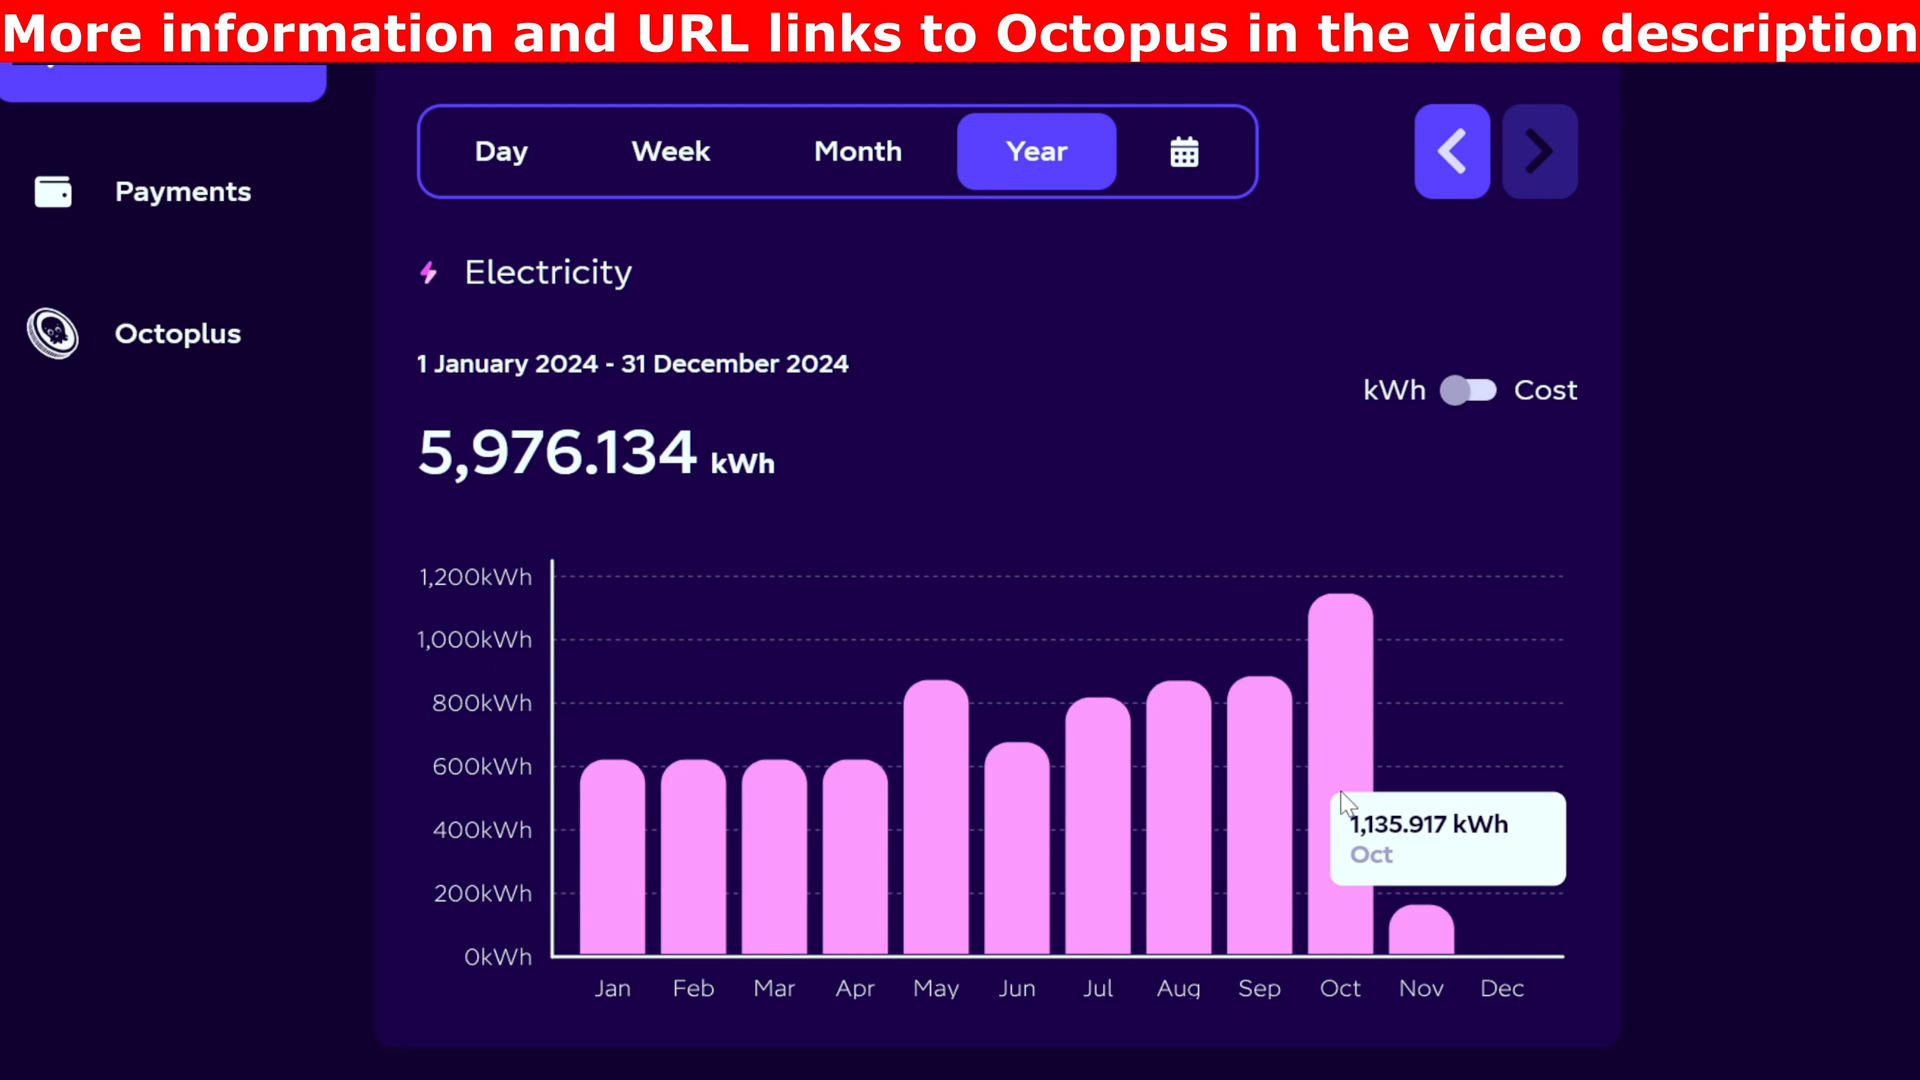 More information and URL links to Octopus in the video description
Day Week Month Year
Payments
Electricity
Octoplus
1 January 2024 - 31 December 2024
kWh Cost
5,976.134 kWh
1,200kWh
1,000kWh
800kWh
600kWh
400kWh
200kWh
0kWh
1,135.917 kWh
Oct
Jan Feb Mar Apr May Jun Jul Aug Sep Oct Nov Dec